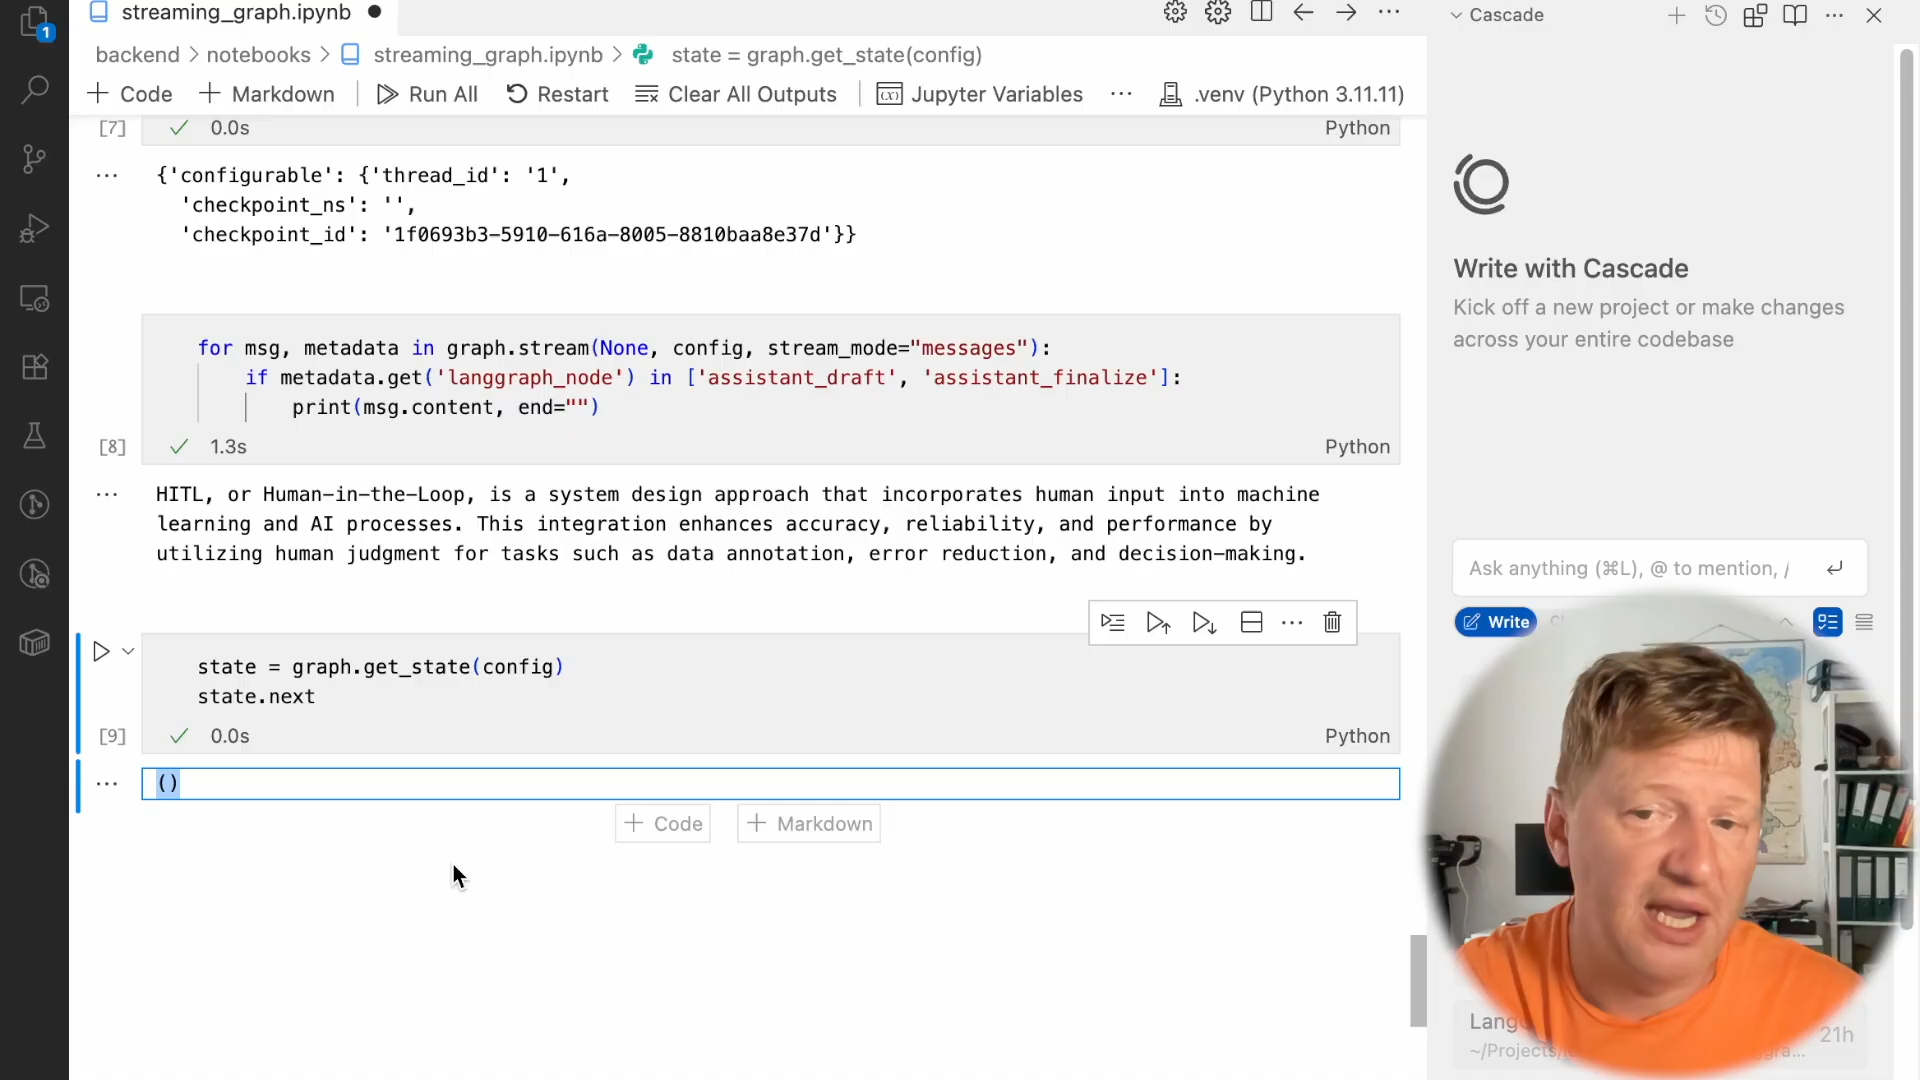 streaming_graph.ipynb
Cascade
1
backend > notebooks > streaming_graph.ipynb > state = graph.get_state(config)
+ Code + Markdown Run All Restart Clear All Outputs Jupyter Variables ... .venv (Python 3.11.11)
[7] 0.0s Python
{'configurable': {'thread_id': '1',
'checkpoint_ns': '',
'checkpoint_id': '1f0693b3-5910-616a-8005-8810baa8e37d'}}
for msg, metadata in graph.stream(None, config, stream_mode="messages"):
if metadata.get('langgraph_node') in ['assistant_draft', 'assistant_finalize']:
print(msg.content, end="")
[8] 1.3s Python
HITL, or Human-in-the-Loop, is a system design approach that incorporates human input into machine
learning and AI processes. This integration enhances accuracy, reliability, and performance by
utilizing human judgment for tasks such as data annotation, error reduction, and decision-making.
state = graph.get_state(config)
state.next
[9] 0.0s Python
()
+ Code + Markdown
Write with Cascade
Kick off a new project or make changes
across your entire codebase
Ask anything (⌘L), @ to mention, /
Write
21h
~/Projects/